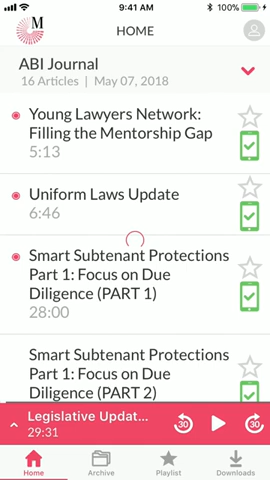 9:41 AM
100%
M
HOME
ABI Journal
16 Articles | May 07, 2018
Young Lawyers Network:
Filling the Mentorship Gap
5:13
Uniform Laws Update
6:46
Smart Subtenant Protections
Part 1: Focus on Due
Diligence (PART 1)
28:00
Smart Subtenant Protections
Part 1: Focus on Due
Diligence (PART 2)
Legislative Updat...
29:31
30
30
Home
Archive
Playlist
Downloads